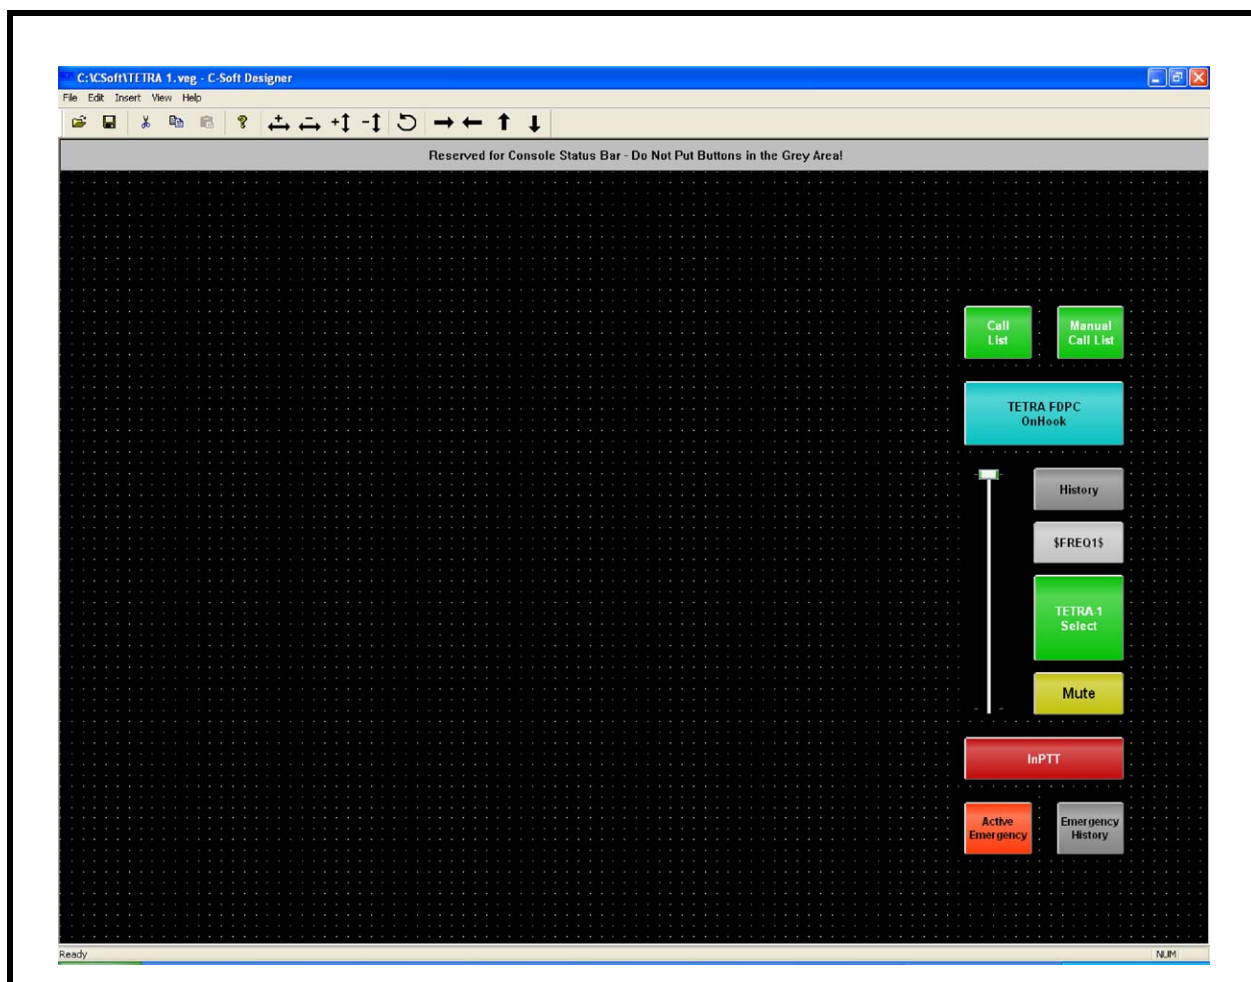 C:\CSoft\TETRA 1.veg - C-Soft Designer
File Edit Insert View Help
Reserved for Console Status Bar - Do Not Put Buttons in the Grey Area!
Call
List
Manual
Call List
TETRA FDPC
OnHook
History
$FREQ1$
TETRA-1
Select
Mute
InPTT
Active
Emergency
Emergency
History
Ready
NUM